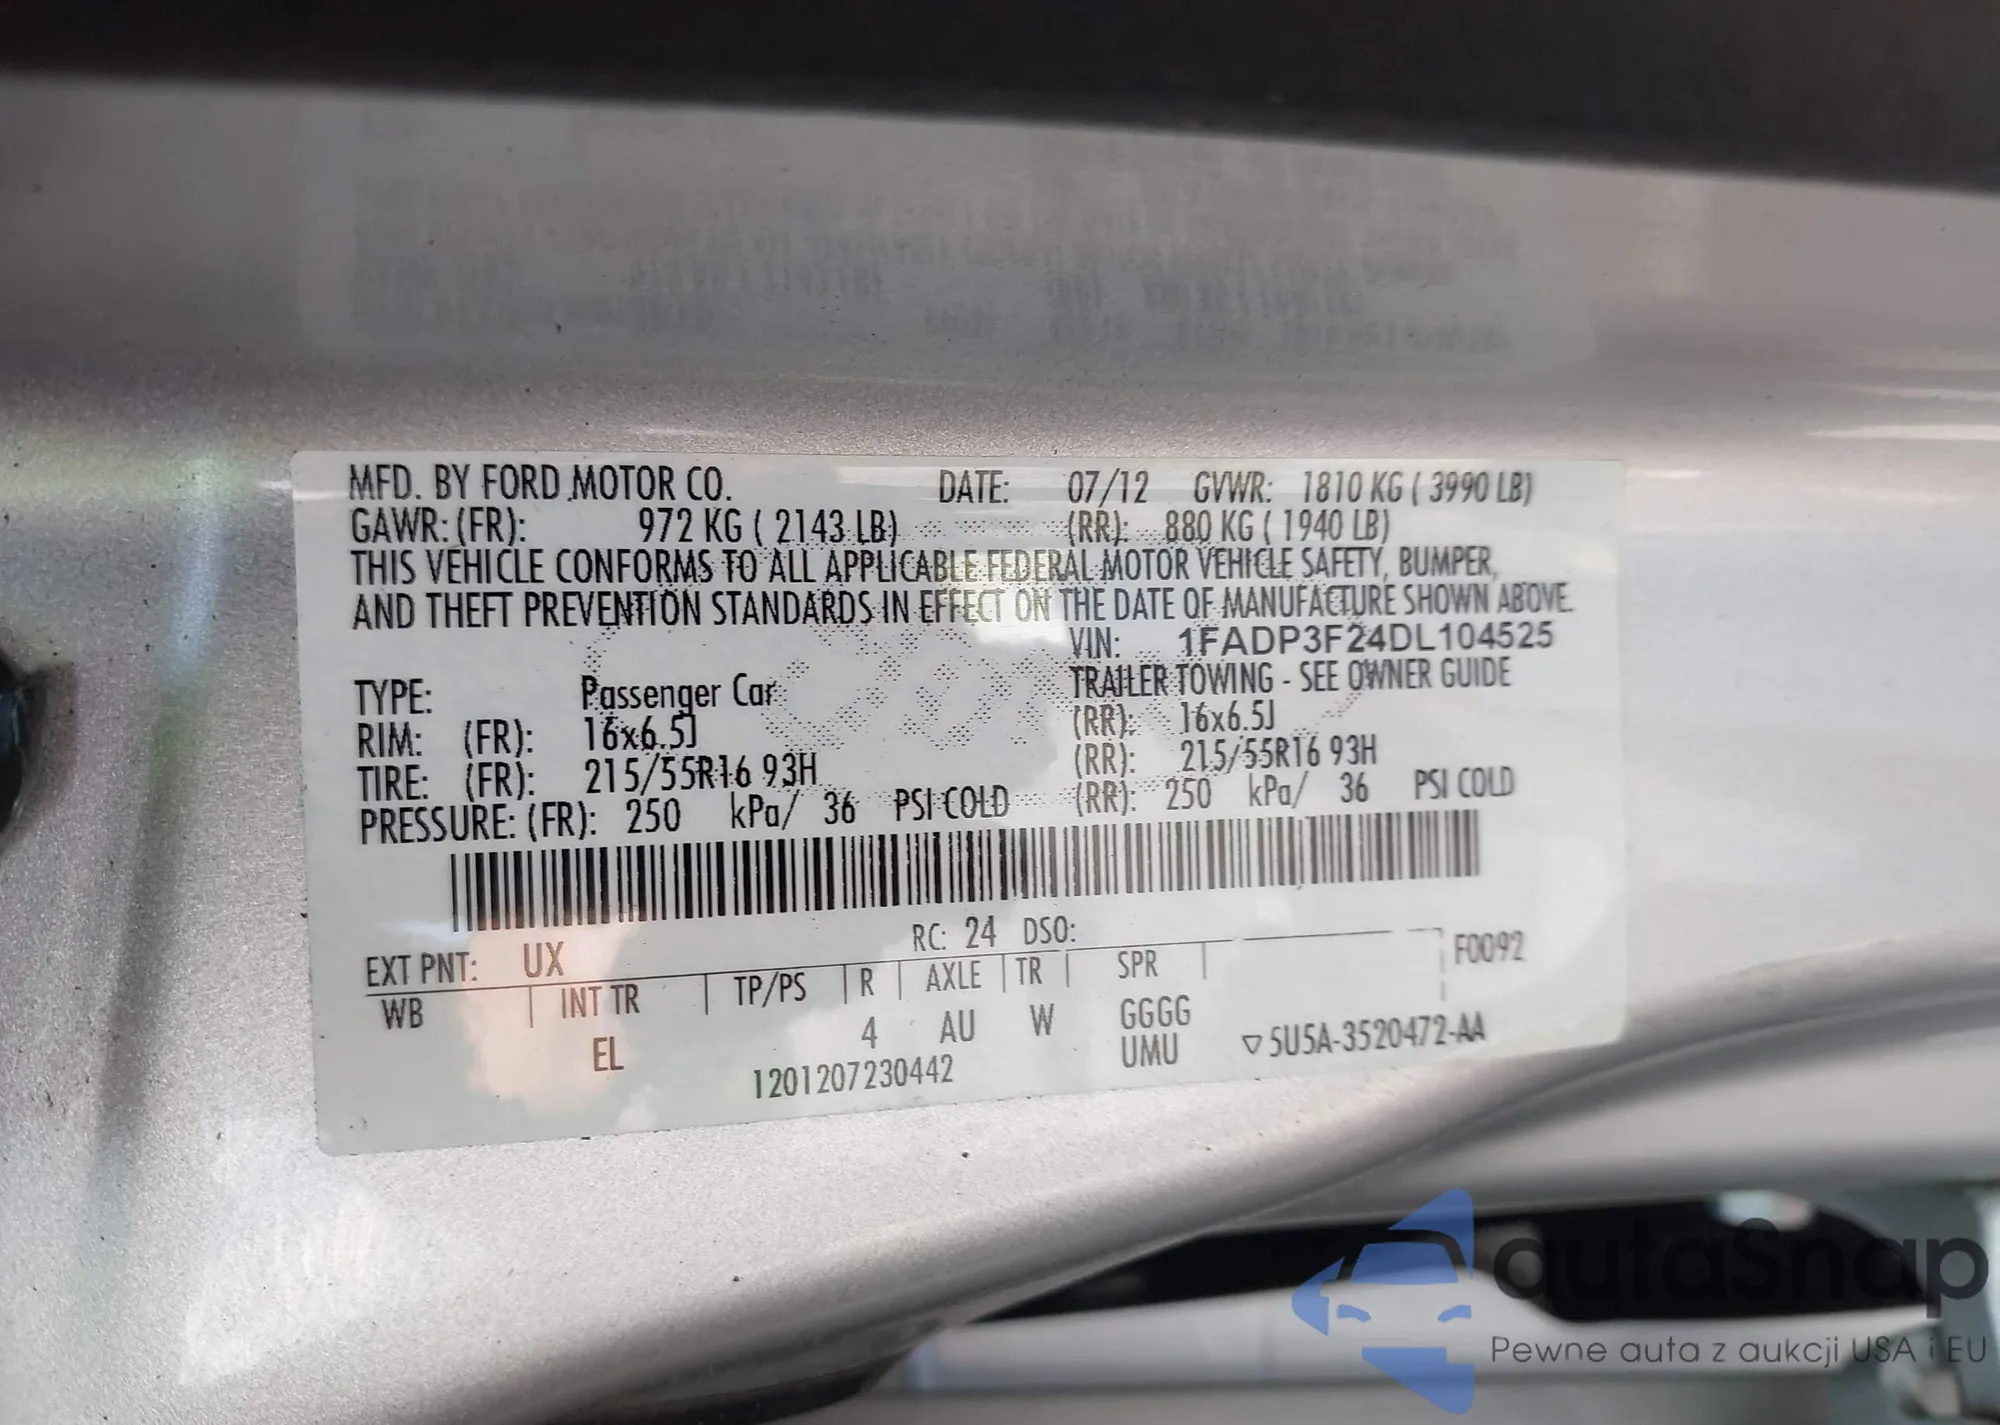 MFD. BY FORD MOTOR CO. DATE: 07/12 GVWR: 1810 KG ( 3990 LB)
GAWR: (FR): 972 KG ( 2143 LB) (RR): 880 KG ( 1940 LB)
THIS VEHICLE CONFORMS TO ALL APPLICABLE FEDERAL MOTOR VEHICLE SAFETY, BUMPER,
AND THEFT PREVENTION STANDARDS IN EFFECT ON THE DATE OF MANUFACTURE SHOWN ABOVE.
VIN: 1FADP3F24DL104525
TYPE: Passenger Car TRAILER TOWING - SEE OWNER GUIDE
RIM: (FR): 16x6.5J (RR): 16x6.5J
TIRE: (FR): 215/55R16 93H (RR): 215/55R16 93H
PRESSURE: (FR): 250 kPa/ 36 PSI COLD (RR): 250 kPa/ 36 PSI COLD
RC: 24 DSO:
EXT PNT: UX F0092
WB | INT TR | TP/PS | R | AXLE | TR | SPR |
EL 4 AU W GGGG
UMU ▽5U5A-3520472-AA
1201207230442
autaSnap
Pewne auta z aukcji USA i EU